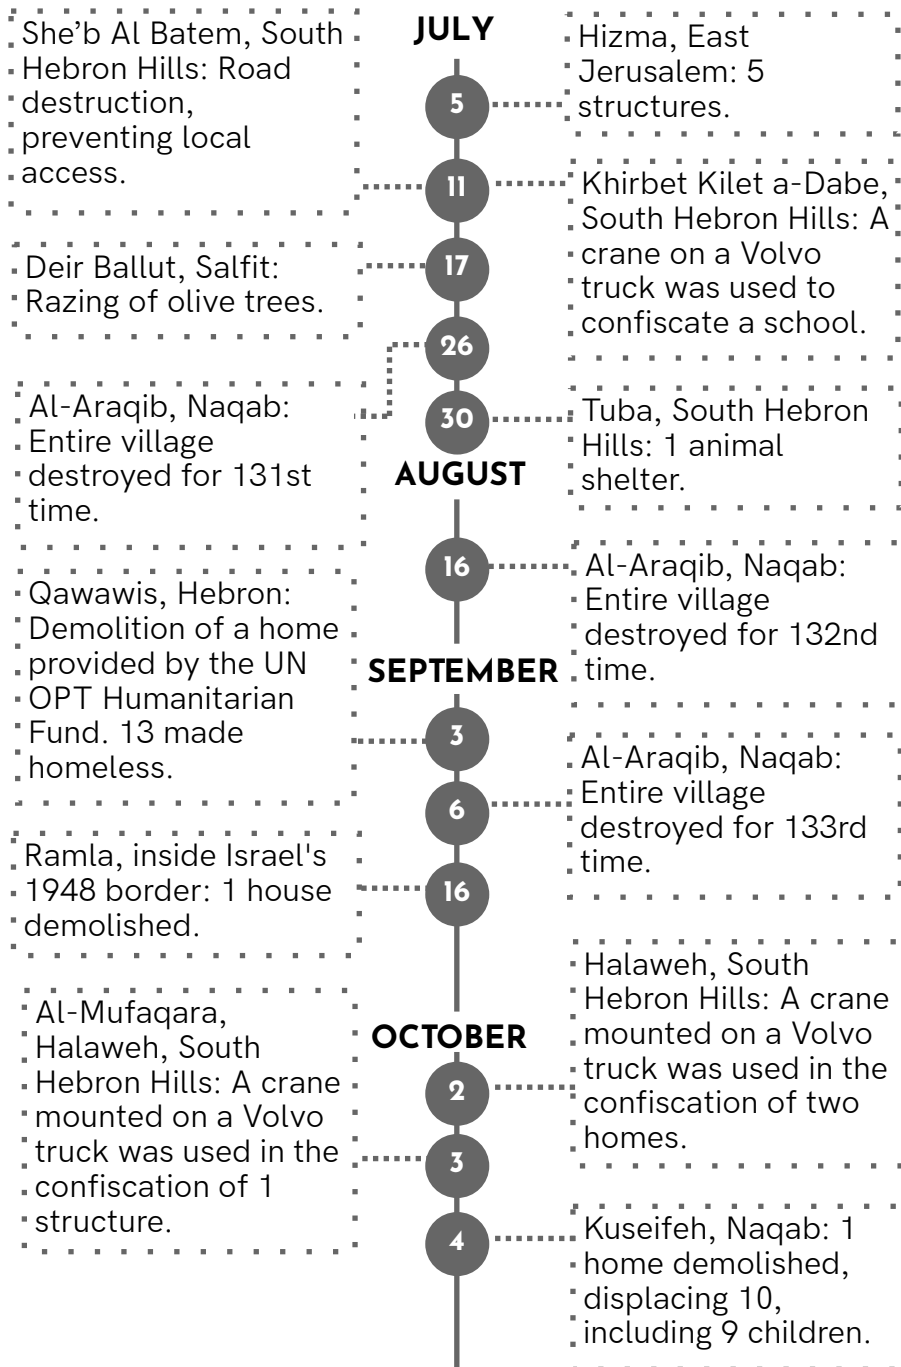 JULY
5
Hizma, East
Jerusalem: 5
structures.
She’b Al Batem, South
Hebron Hills: Road
destruction,
preventing local
access.
11
Khirbet Kilet a-Dabe,
South Hebron Hills: A
crane on a Volvo
truck was used to
confiscate a school.
17
Deir Ballut, Salfit:
Razing of olive trees.
26
Al-Araqib, Naqab:
Entire village
destroyed for 131st
time.
30
Tuba, South Hebron
Hills: 1 animal
shelter.
AUGUST
16
Al-Araqib, Naqab:
Entire village
destroyed for 132nd
time.
SEPTEMBER
3
Qawawis, Hebron:
Demolition of a home
provided by the UN
OPT Humanitarian
Fund. 13 made
homeless.
6
Al-Araqib, Naqab:
Entire village
destroyed for 133rd
time.
16
Ramla, inside Israel's
1948 border: 1 house
demolished.
OCTOBER
2
Halaweh, South
Hebron Hills: A crane
mounted on a Volvo
truck was used in the
confiscation of two
homes.
3
Al-Mufaqara,
Halaweh, South
Hebron Hills: A crane
mounted on a Volvo
truck was used in the
confiscation of 1
structure.
4
Kuseifeh, Naqab: 1
home demolished,
displacing 10,
including 9 children.